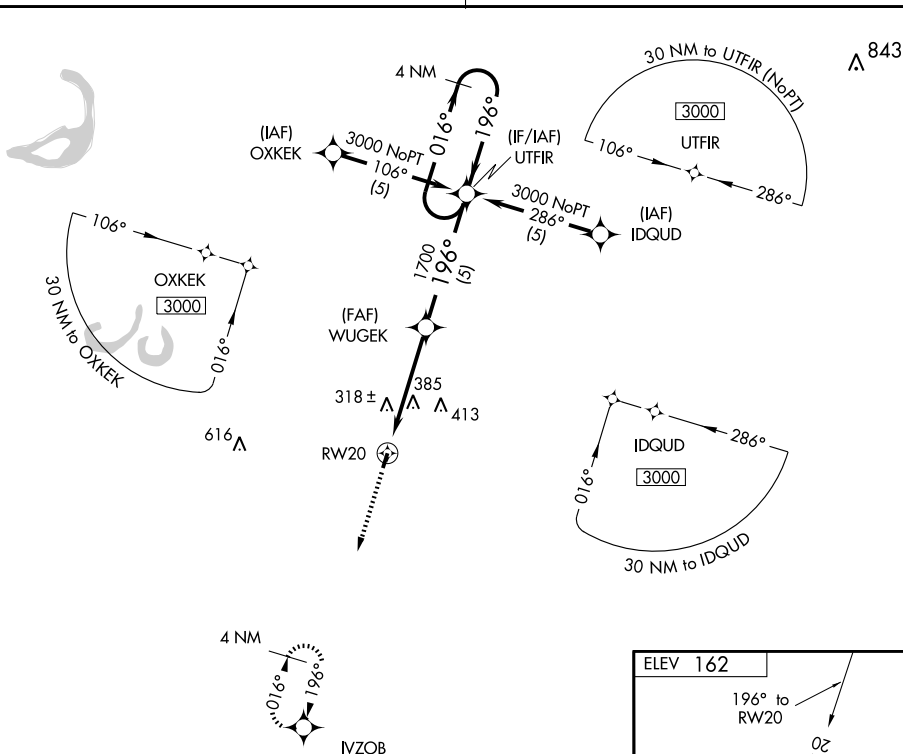 843
30 NM to UTFIR (NoPT)
3000
UTFIR
106°
286°
4 NM
016°
196°
(IAF)
OXKEK
3000 NoPT
106°
(5)
(IF/IAF)
UTFIR
3000 NoPT
286°
(5)
(IAF)
IDQUD
106°
OXKEK
3000
30 NM to OXKEK
016°
1700
196°
(5)
(FAF)
WUGEK
318 ±
385
413
616
RW20
IDQUD
3000
286°
016°
30 NM to IDQUD
4 NM
016°
196°
IVZOB
ELEV 162
196° to
RW20
20